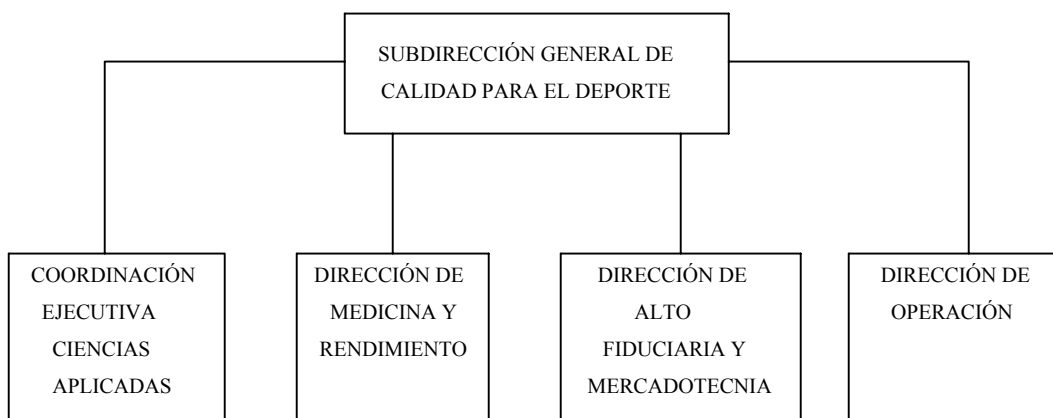 SUBDIRECCIÓN GENERAL DE
CALIDAD PARA EL DEPORTE
COORDINACIÓN
EJECUTIVA
CIENCIAS
APLICADAS
DIRECCIÓN DE
MEDICINA Y
RENDIMIENTO
DIRECCIÓN DE
ALTO
FIDUCIARIA Y
MERCADOTECNIA
DIRECCIÓN DE
OPERACIÓN